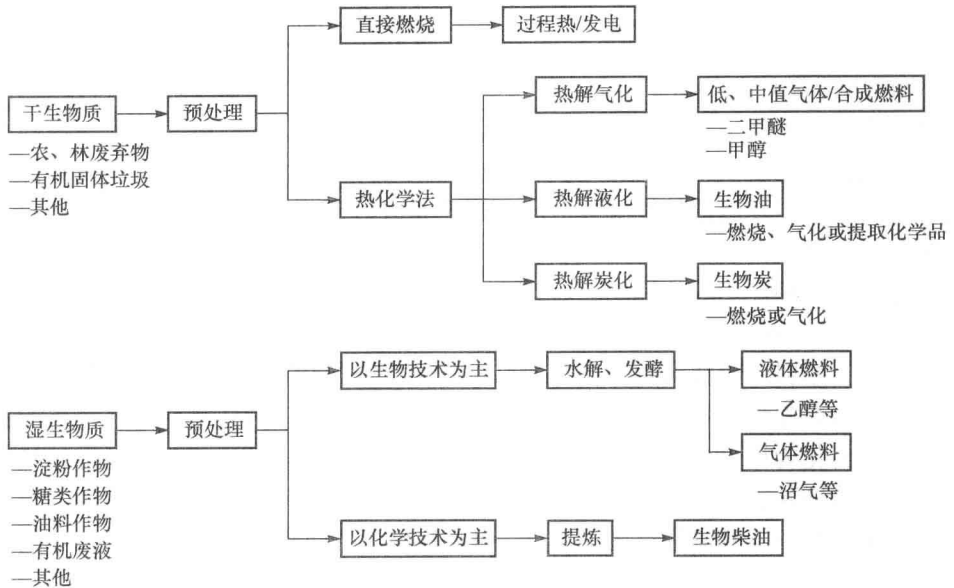 直接燃烧
过程热/发电
热解气化
低、中值气体/合成燃料
干生物质
预处理
—二甲醚
—甲醇
—农、林废弃物
—有机固体垃圾
—其他
热化学法
热解液化
生物油
—燃烧、气化或提取化学品
热解炭化
生物炭
—燃烧或气化
以生物技术为主
水解、发酵
液体燃料
—乙醇等
湿生物质
预处理
气体燃料
—沼气等
—淀粉作物
—糖类作物
—油料作物
—有机废液
—其他
以化学技术为主
提炼
生物柴油